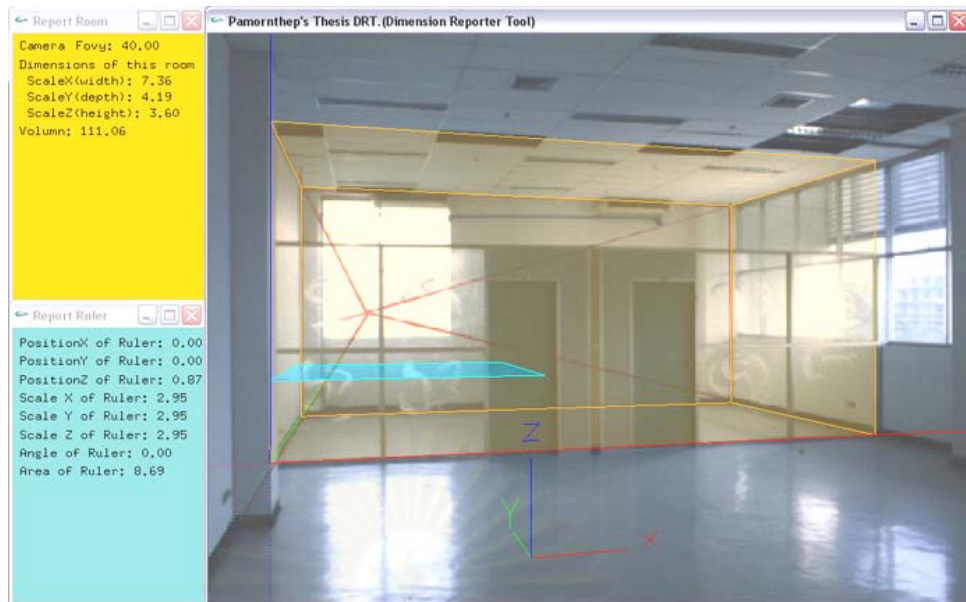 Report Room
Camera Fovy: 40.00
Dimensions of this room
ScaleX(width): 7.36
ScaleY(depth): 4.19
ScaleZ(height): 3.60
Volumn: 111.06
Report Ruler
PositionX of Ruler: 0.00
PositionY of Ruler: 0.00
PositionZ of Ruler: 0.87
Scale X of Ruler: 2.95
Scale Y of Ruler: 2.95
Scale Z of Ruler: 2.95
Angle of Ruler: 0.00
Area of Ruler: 8.69
Pamornthep's Thesis DRT.(Dimension Reporter Tool)
Z
Y
X